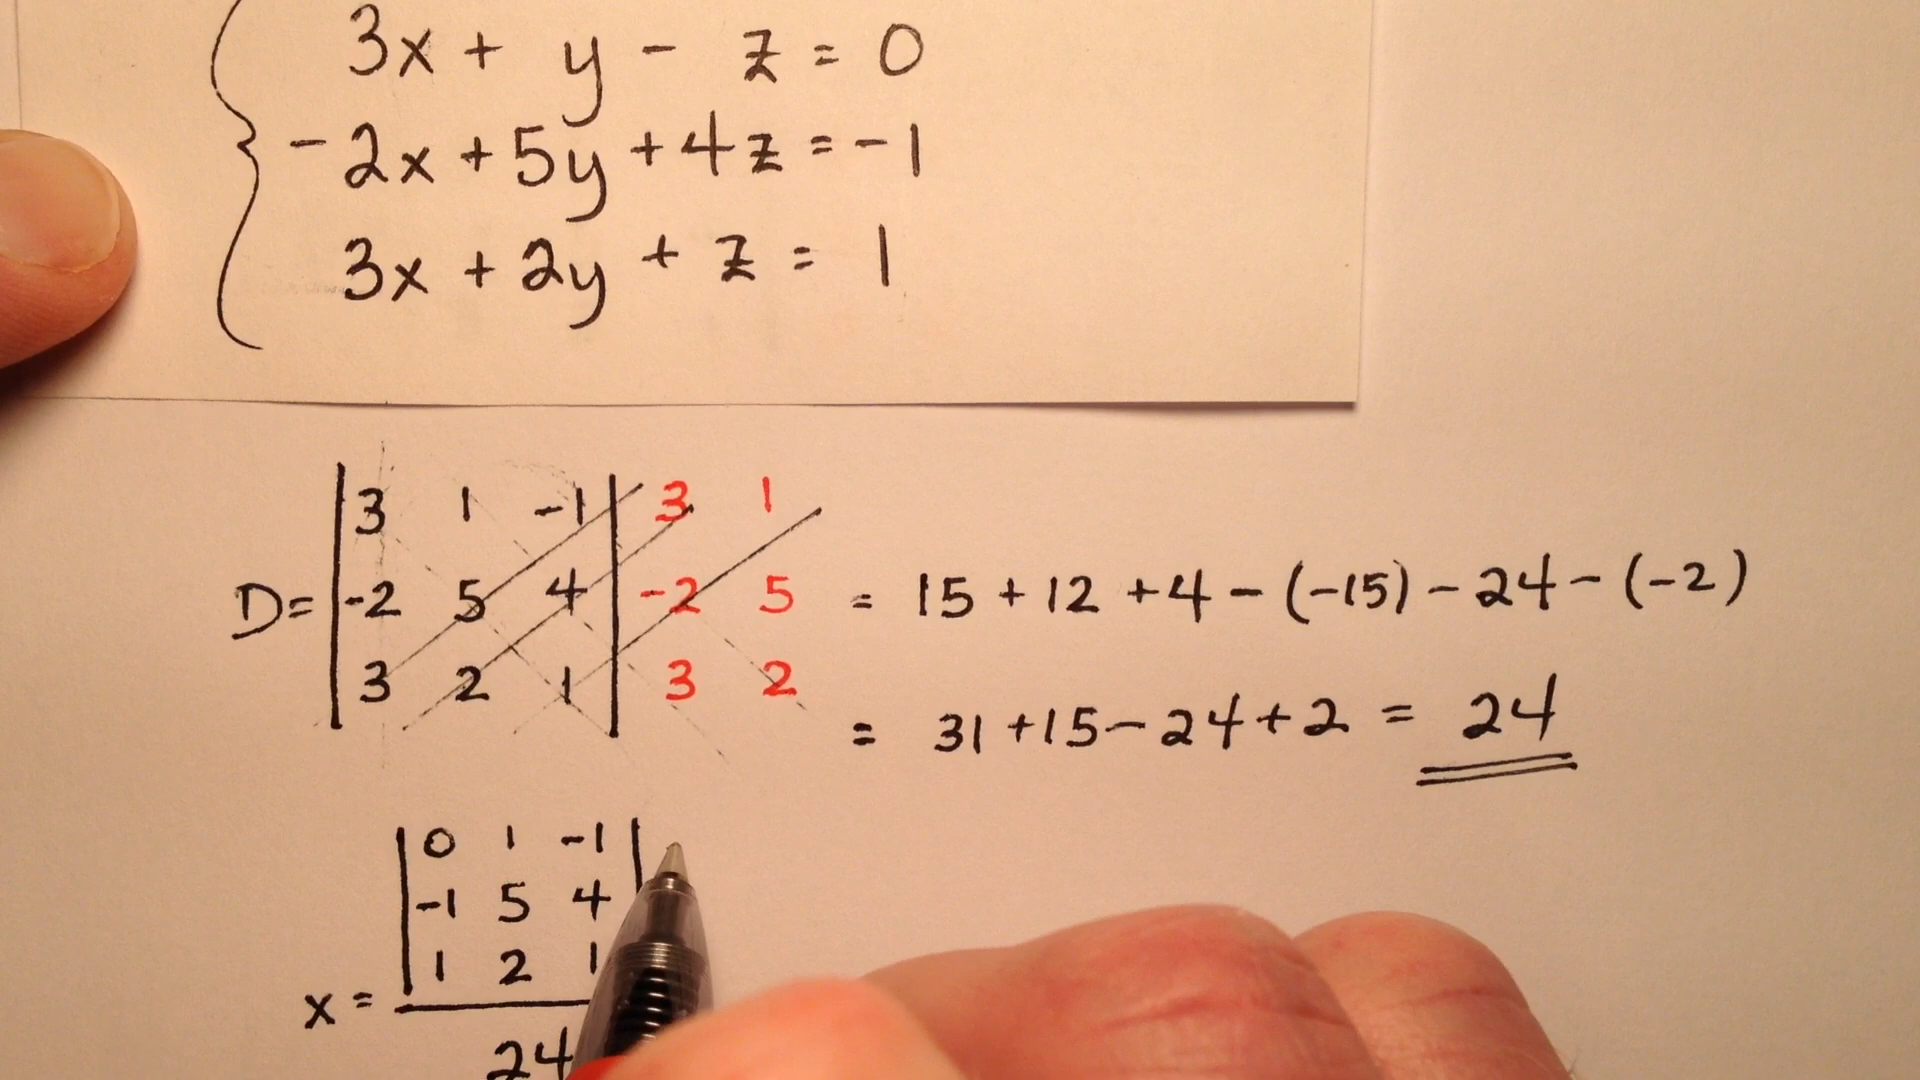 3x + y - z = 0
-2x + 5y + 4z = -1
3x + 2y + z = 1
3 1 -1 3 1
D = -2 5 4 -2 5 = 15 + 12 + 4 - (-15) - 24 - (-2)
3 2 1 3 2
= 31 + 15 - 24 + 2 = 24
0 1 -1
-1 5 4
1 2 1
x =
24